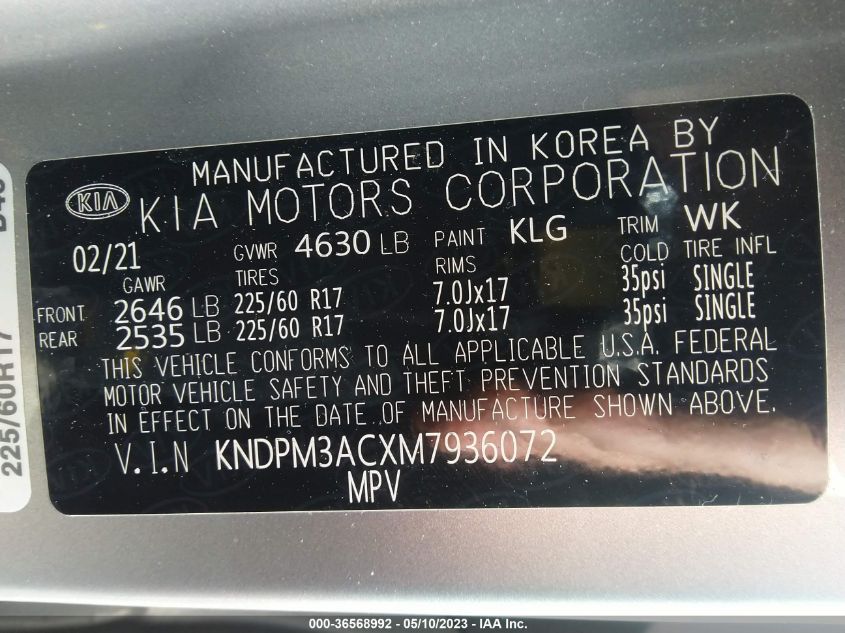 MANUFACTURED IN KOREA BY
KIA KIA MOTORS CORPORATION
02/21 GVWR 4630 LB PAINT KLG TRIM WK
GAWR TIRES RIMS COLD TIRE INFL
FRONT 2646 LB 225/60 R17 7.0Jx17 35psi SINGLE
REAR 2535 LB 225/60 R17 7.0Jx17 35psi SINGLE
THIS VEHICLE CONFORMS TO ALL APPLICABLE U.S.A. FEDERAL
MOTOR VEHICLE SAFETY AND THEFT PREVENTION STANDARDS
IN EFFECT ON THE DATE OF MANUFACTURE SHOWN ABOVE.
V.I.N KNDPM3ACXM7936072
MPV
225/60R17
000-36568992 - 05/10/2023 - IAA Inc.